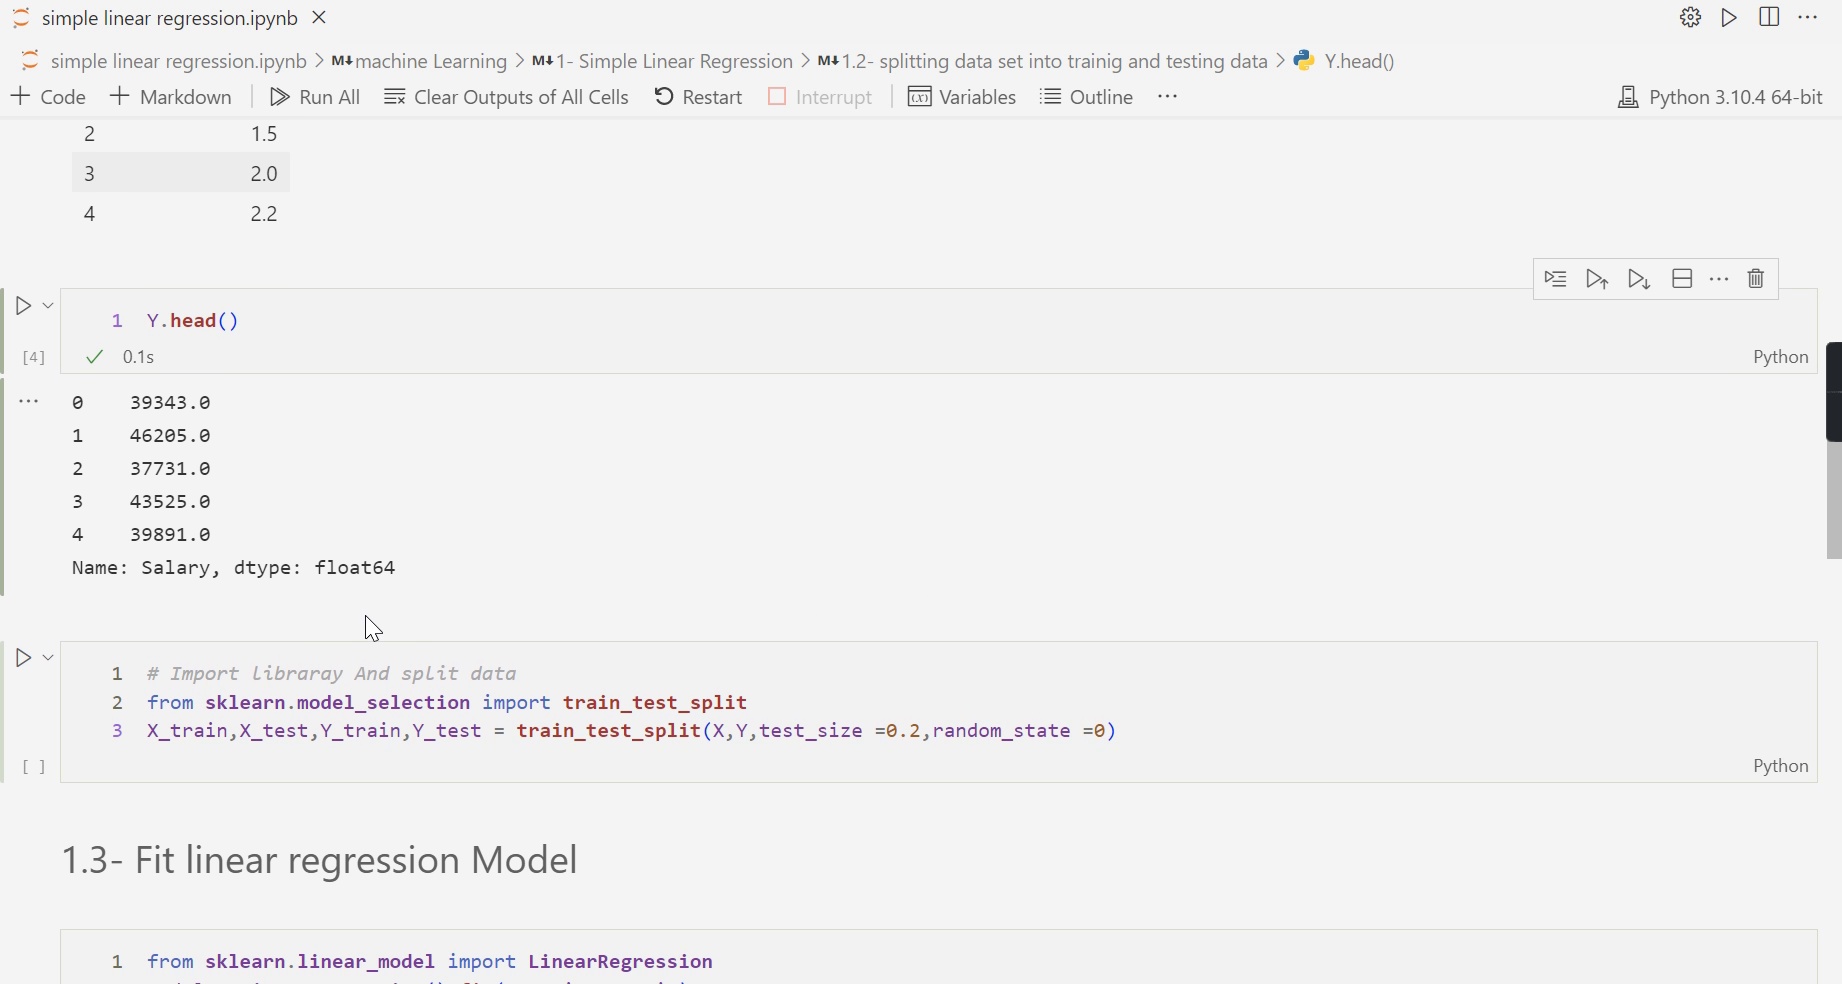 simple linear regression.ipynb
simple linear regression.ipynb > M↓ machine Learning > M↓ 1- Simple Linear Regression > M↓ 1.2- splitting data set into trainig and testing data > Y.head()
+ Code + Markdown Run All Clear Outputs of All Cells Restart Interrupt Variables Outline ... Python 3.10.4 64-bit
2 1.5
3 2.0
4 2.2
1 Y.head()
[4] ✓ 0.1s Python
0 39343.0
1 46205.0
2 37731.0
3 43525.0
4 39891.0
Name: Salary, dtype: float64
1 # Import libraray And split data
2 from sklearn.model_selection import train_test_split
3 X_train,X_test,Y_train,Y_test = train_test_split(X,Y,test_size =0.2,random_state =0)
[ ] Python
1.3- Fit linear regression Model
1 from sklearn.linear_model import LinearRegression